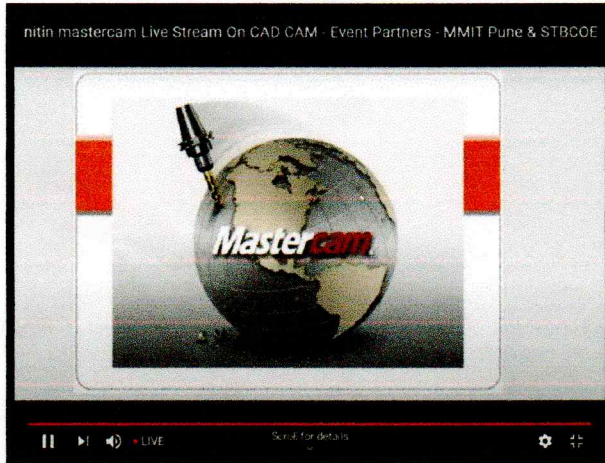 nitin mastercam Live Stream On CAD CAM - Event Partners - MMIT Pune & STBCOE
Mastercam
LIVE
Scroll for details